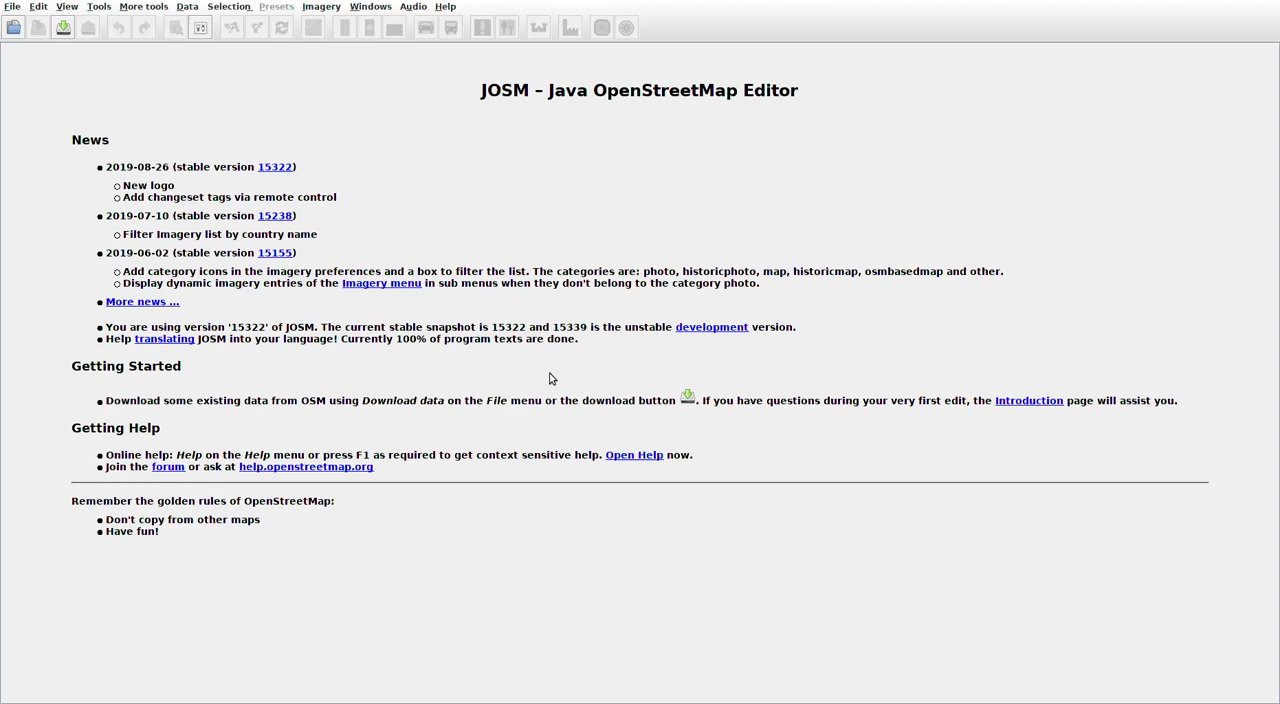 File Edit View Tools More tools Data Selection Presets Imagery Windows Audio Help
JOSM – Java OpenStreetMap Editor
News
2019-08-26 (stable version 15322)
New logo
Add changeset tags via remote control
2019-07-10 (stable version 15238)
Filter Imagery list by country name
2019-06-02 (stable version 15155)
Add category icons in the imagery preferences and a box to filter the list. The categories are: photo, historicphoto, map, historicmap, osmbasedmap and other.
Display dynamic imagery entries of the Imagery menu in sub menus when they don't belong to the category photo.
More news ...
You are using version '15322' of JOSM. The current stable snapshot is 15322 and 15339 is the unstable development version.
Help translating JOSM into your language! Currently 100% of program texts are done.
Getting Started
Download some existing data from OSM using Download data on the File menu or the download button . If you have questions during your very first edit, the Introduction page will assist you.
Getting Help
Online help: Help on the Help menu or press F1 as required to get context sensitive help. Open Help now.
Join the forum or ask at help.openstreetmap.org
Remember the golden rules of OpenStreetMap:
Don't copy from other maps
Have fun!